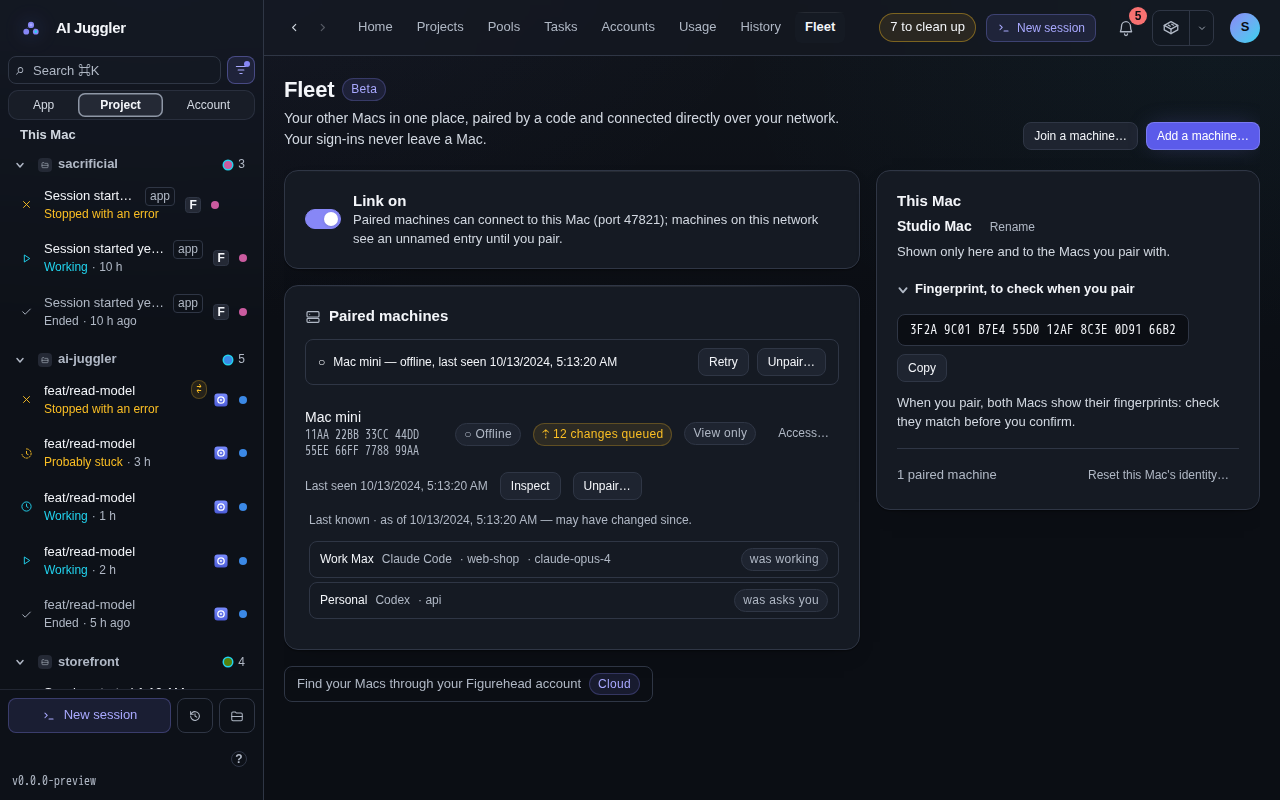 AI Juggler
Search ⌘K
App
Project
Account
This Mac
sacrificial
3
Session start…
app
Stopped with an error
F
Session started ye…
app
Working · 10 h
F
Session started ye…
app
Ended · 10 h ago
F
ai-juggler
5
feat/read-model
Stopped with an error
feat/read-model
Probably stuck · 3 h
feat/read-model
Working · 1 h
feat/read-model
Working · 2 h
feat/read-model
Ended · 5 h ago
storefront
4
New session
?
v0.0.0-preview
Home
Projects
Pools
Tasks
Accounts
Usage
History
Fleet
7 to clean up
New session
5
S
Fleet
Beta
Your other Macs in one place, paired by a code and connected directly over your network.
Your sign-ins never leave a Mac.
Join a machine…
Add a machine…
Link on
Paired machines can connect to this Mac (port 47821); machines on this network
see an unnamed entry until you pair.
Paired machines
○ Mac mini — offline, last seen 10/13/2024, 5:13:20 AM
Retry
Unpair…
Mac mini
11AA 22BB 33CC 44DD
55EE 66FF 7788 99AA
○ Offline
↑ 12 changes queued
View only
Access…
Last seen 10/13/2024, 5:13:20 AM
Inspect
Unpair…
Last known · as of 10/13/2024, 5:13:20 AM — may have changed since.
Work Max Claude Code · web-shop · claude-opus-4
was working
Personal Codex · api
was asks you
Find your Macs through your Figurehead account
Cloud
This Mac
Studio Mac
Rename
Shown only here and to the Macs you pair with.
Fingerprint, to check when you pair
3F2A 9C01 B7E4 55D0 12AF 8C3E 0D91 66B2
Copy
When you pair, both Macs show their fingerprints: check
they match before you confirm.
1 paired machine
Reset this Mac's identity…